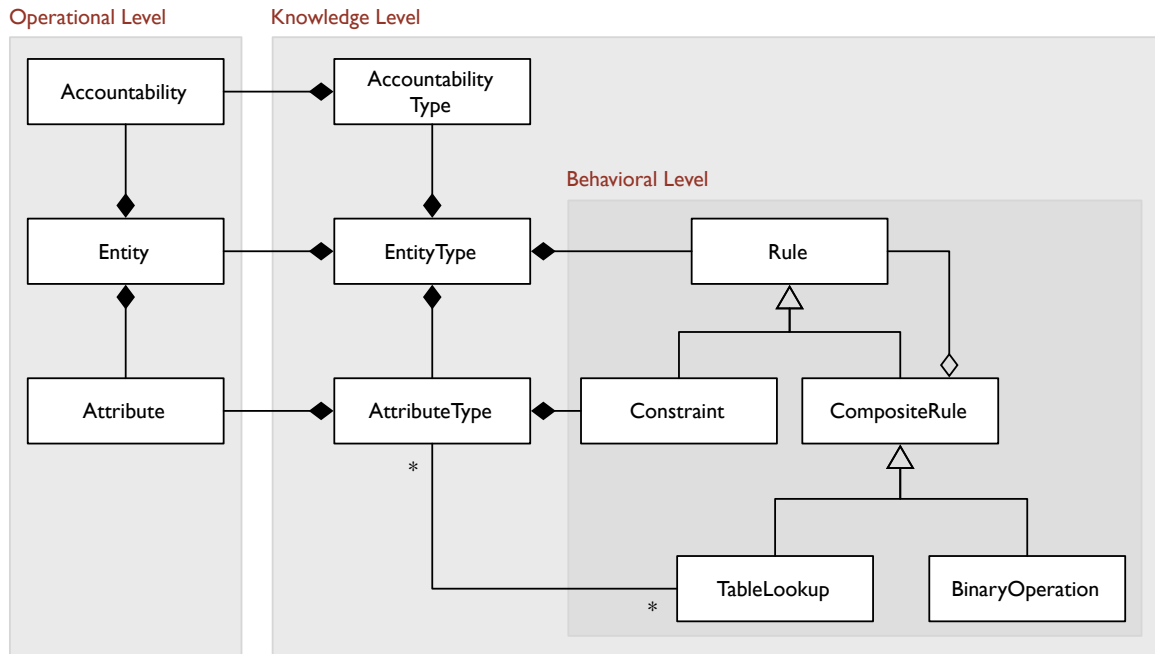 Operational Level
Knowledge Level
Accountability
Accountability
Type
Behavioral Level
Entity
EntityType
Rule
Attribute
AttributeType
Constraint
CompositeRule
*
TableLookup
BinaryOperation
*